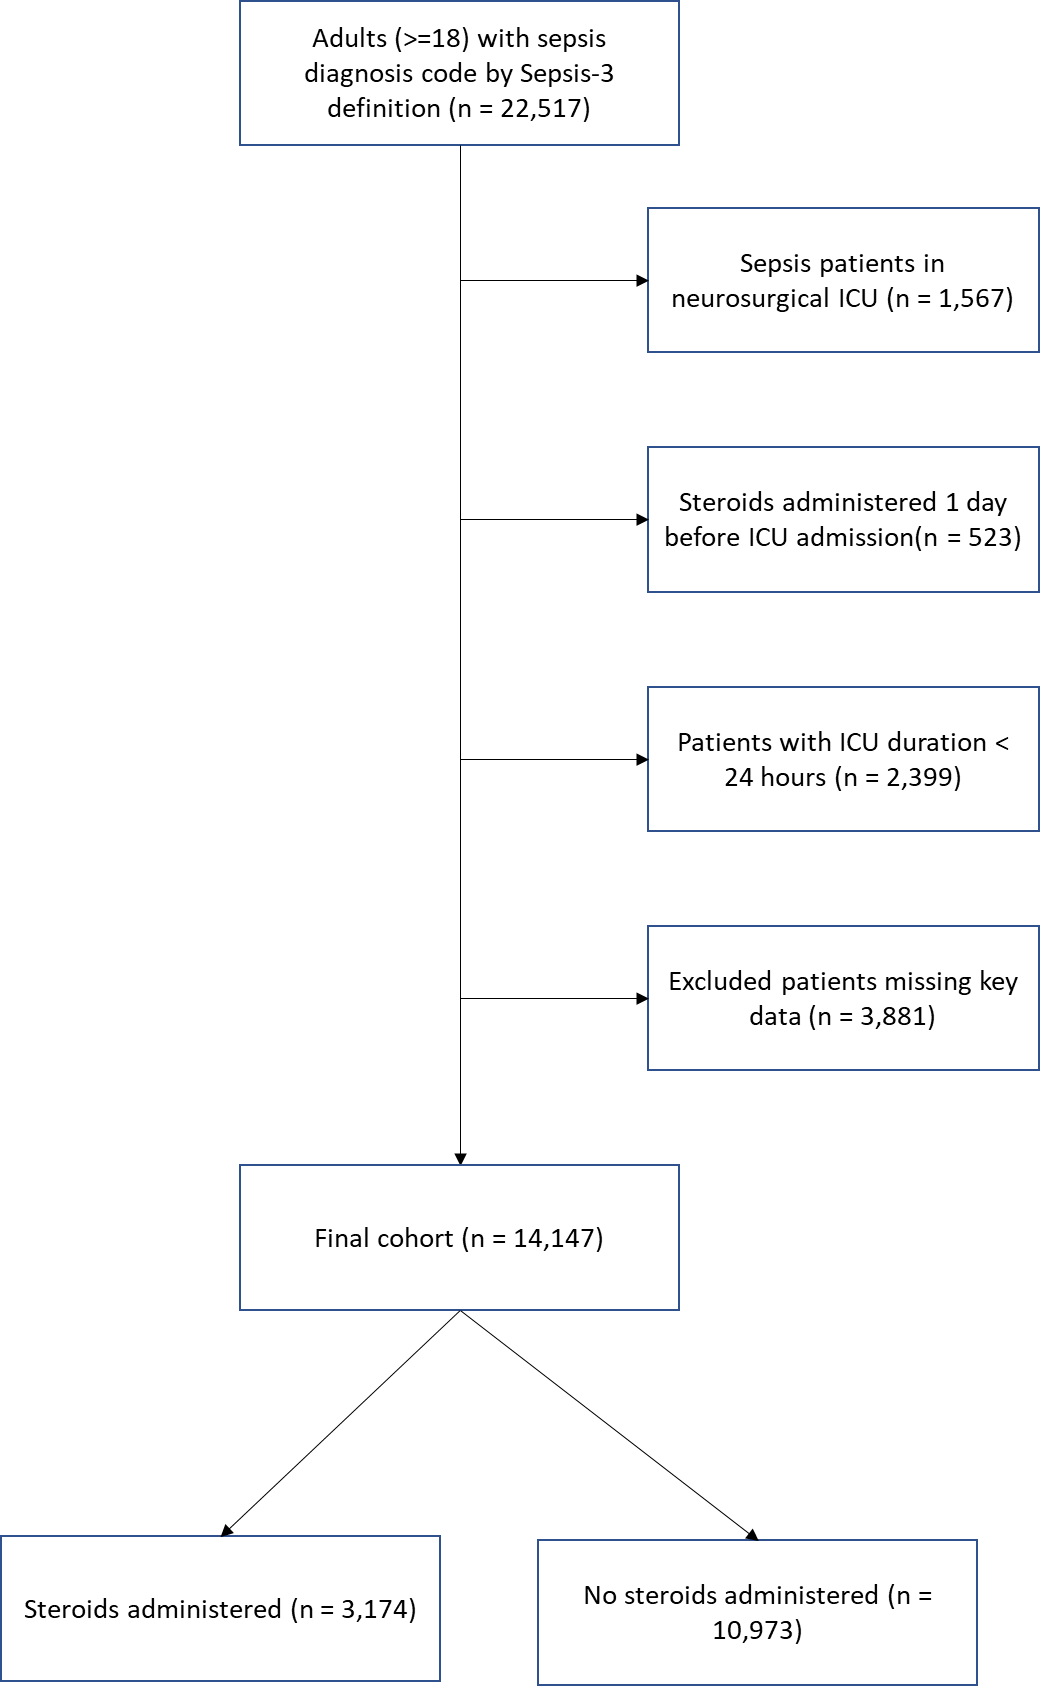 Adults (>=18) with sepsis
diagnosis code by Sepsis-3
definition (n = 22,517)
Sepsis patients in
neurosurgical ICU (n = 1,567)
Steroids administered 1 day
before ICU admission(n = 523)
Patients with ICU duration <
24 hours (n = 2,399)
Excluded patients missing key
data (n = 3,881)
Final cohort (n = 14,147)
Steroids administered (n = 3,174)
No steroids administered (n =
10,973)